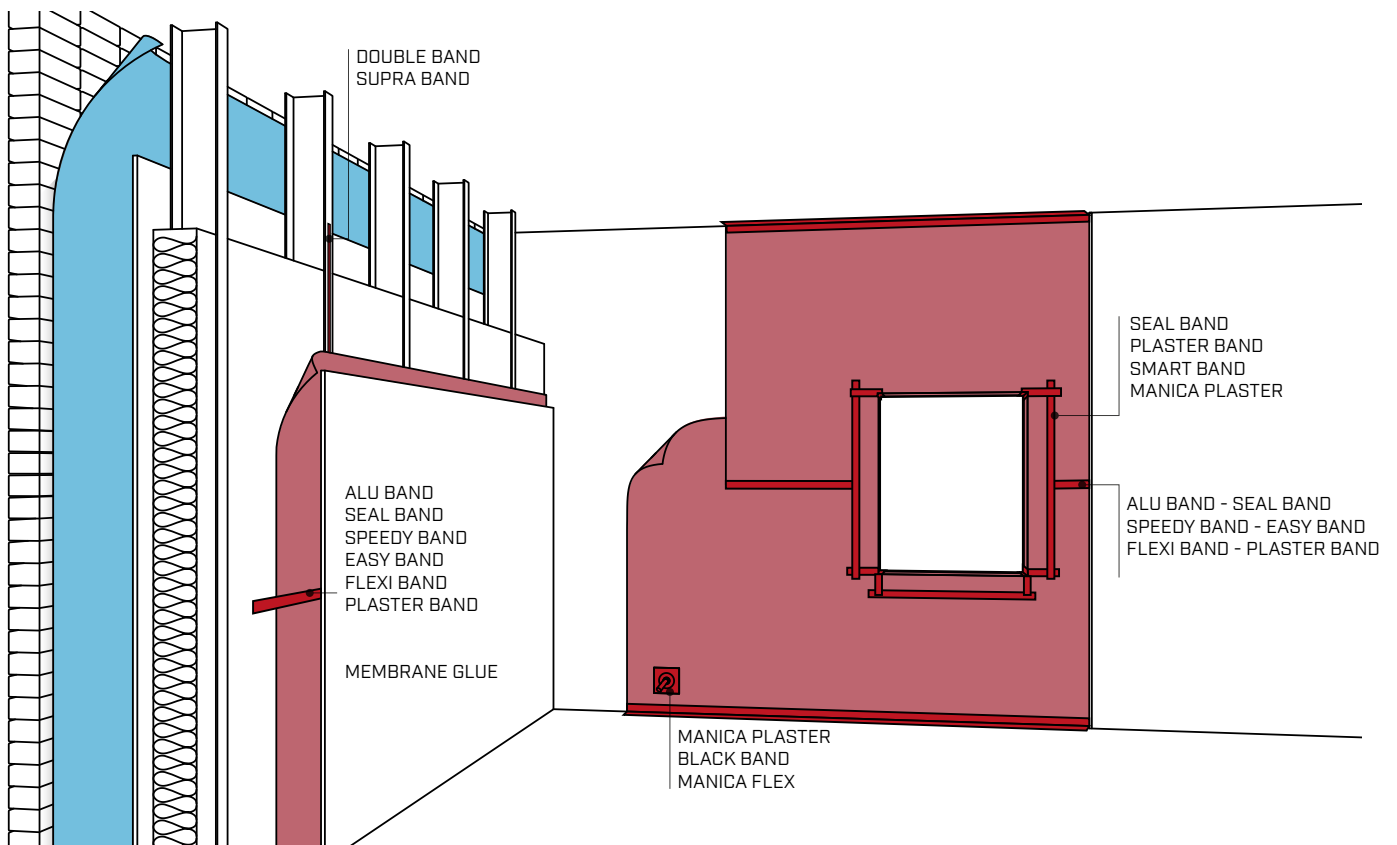 DOUBLE BAND
SUPRA BAND
SEAL BAND
PLASTER BAND
SMART BAND
MANICA PLASTER
ALU BAND
SEAL BAND
SPEEDY BAND
EASY BAND
FLEXI BAND
PLASTER BAND
MEMBRANE GLUE
ALU BAND - SEAL BAND
SPEEDY BAND - EASY BAND
FLEXI BAND - PLASTER BAND
MANICA PLASTER
BLACK BAND
MANICA FLEX